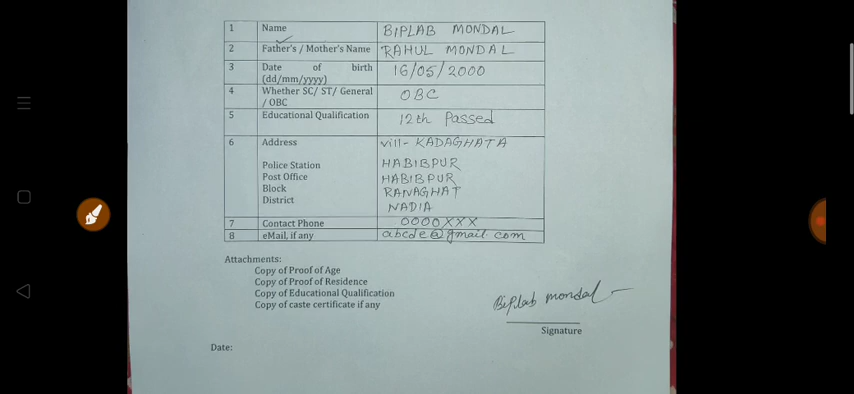 1 Name BIPLAB MONDAL
2 Father's / Mother's Name RAHUL MONDAL
3 Date of birth (dd/mm/yyyy) 16/05/2000
4 Whether SC/ ST/ General / OBC OBC
5 Educational Qualification 12th Passed
6 Address vill- KADAGHATA
Police Station HABIBPUR
Post Office HABIBPUR
Block RANAGHAT
District NADIA
7 Contact Phone 0000XXX
8 eMail, if any abcde@gmail.com
Attachments:
Copy of Proof of Age
Copy of Proof of Residence
Copy of Educational Qualification
Copy of caste certificate if any
Biplab mondal
Signature
Date: